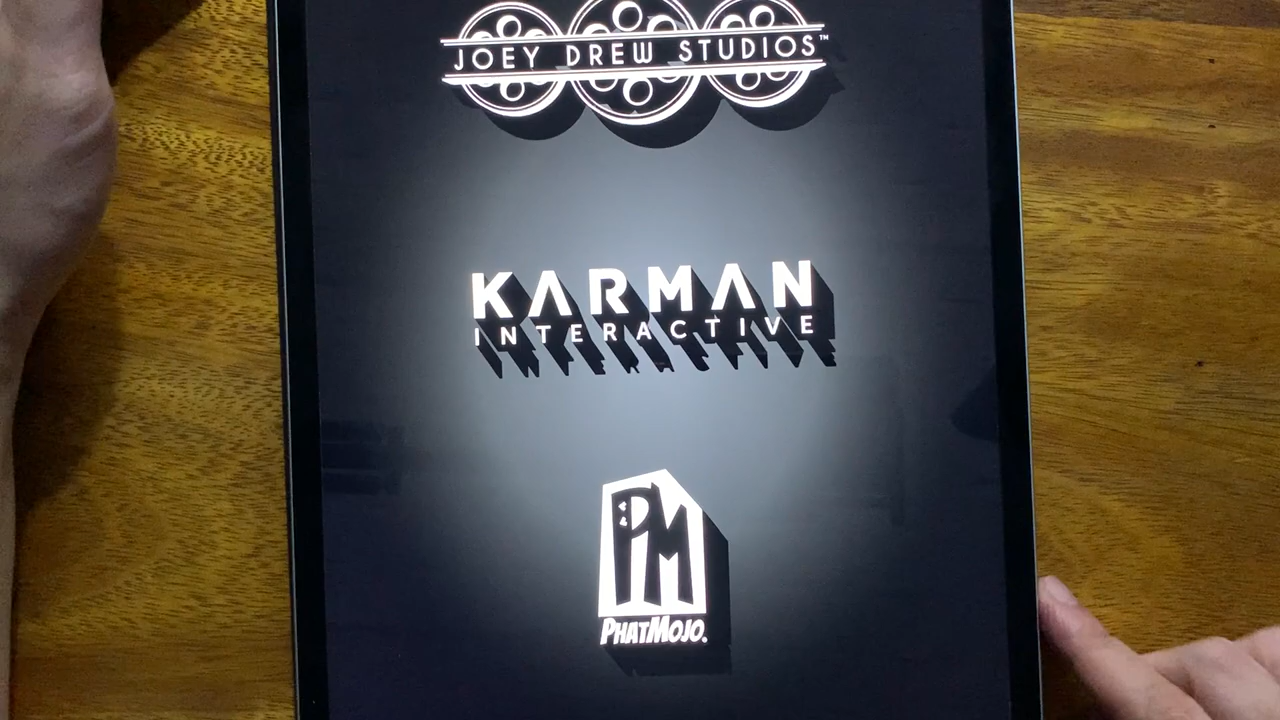 JOEY DREW STUDIOS™
KARMAN
INTERACTIVE
PM
PHATMOJO.